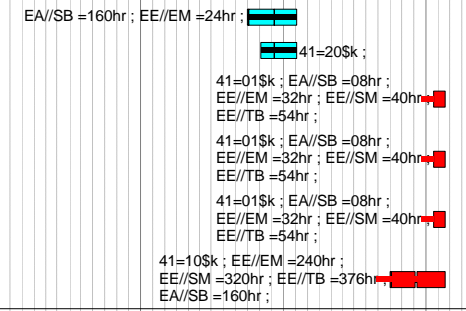 EA//SB =160hr ; EE//EM =24hr ;
41=20$k ;
41=01$k ; EA//SB =08hr ;
EE//EM =32hr ; EE//SM =40hr
EE//TB =54hr ;
41=01$k ; EA//SB =08hr ;
EE//EM =32hr ; EE//SM =40hr
EE//TB =54hr ;
41=01$k ; EA//SB =08hr ;
EE//EM =32hr ; EE//SM =40hr
EE//TB =54hr ;
41=10$k ; EE//EM =240hr ;
EE//SM =320hr ; EE//TB =376hr ;
EA//SB =160hr ;